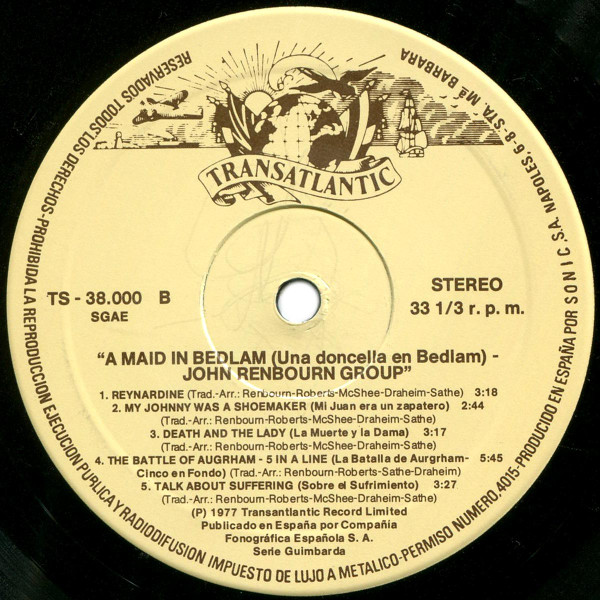 RESERVADOS TODOS LOS DERECHOS-PROHIBIDA LA REPRODUCCION EJECUCION PUBLICA Y RADIODIFUSION IMPUESTO DE LUJO A METALICO-PERMISO NUMERO. 4015-PRODUCIDO EN ESPAÑA POR SONIC, S.A. NAPOLES, 6-8-STA. Mª BARBARA
TRANSATLANTIC
TS - 38.000 B
SGAE
STEREO
33 1/3 r. p. m.
"A MAID IN BEDLAM (Una doncella en Bedlam) -
JOHN RENBOURN GROUP"
1. REYNARDINE (Trad.-Arr.: Renbourn-Roberts-McShee-Draheim-Sathe) 3:18
2. MY JOHNNY WAS A SHOEMAKER (Mi Juan era un zapatero) 2:44
(Trad.-Arr.: Renbourn-Roberts-McShee-Draheim-Sathe)
3. DEATH AND THE LADY (La Muerte y la Dama) 3:17
(Trad.-Arr.: Renbourn-Roberts-McShee-Draheim-Sathe)
4. THE BATTLE OF AUGRHAM - 5 IN A LINE (La Batalla de Aurgrham- 5:45
Cinco en Fondo) (Trad.-Arr.: Renbourn-Roberts-McShee-Draheim-Sathe)
5. TALK ABOUT SUFFERING (Sobre el Sufrimiento) 3:27
(Trad.-Arr.: Renbourn-Roberts-McShee-Draheim-Sathe)
(P) 1977 Transantlantic Record Limited
Publicado en España por Compañía
Fonográfica Española S. A.
Serie Guimbarda